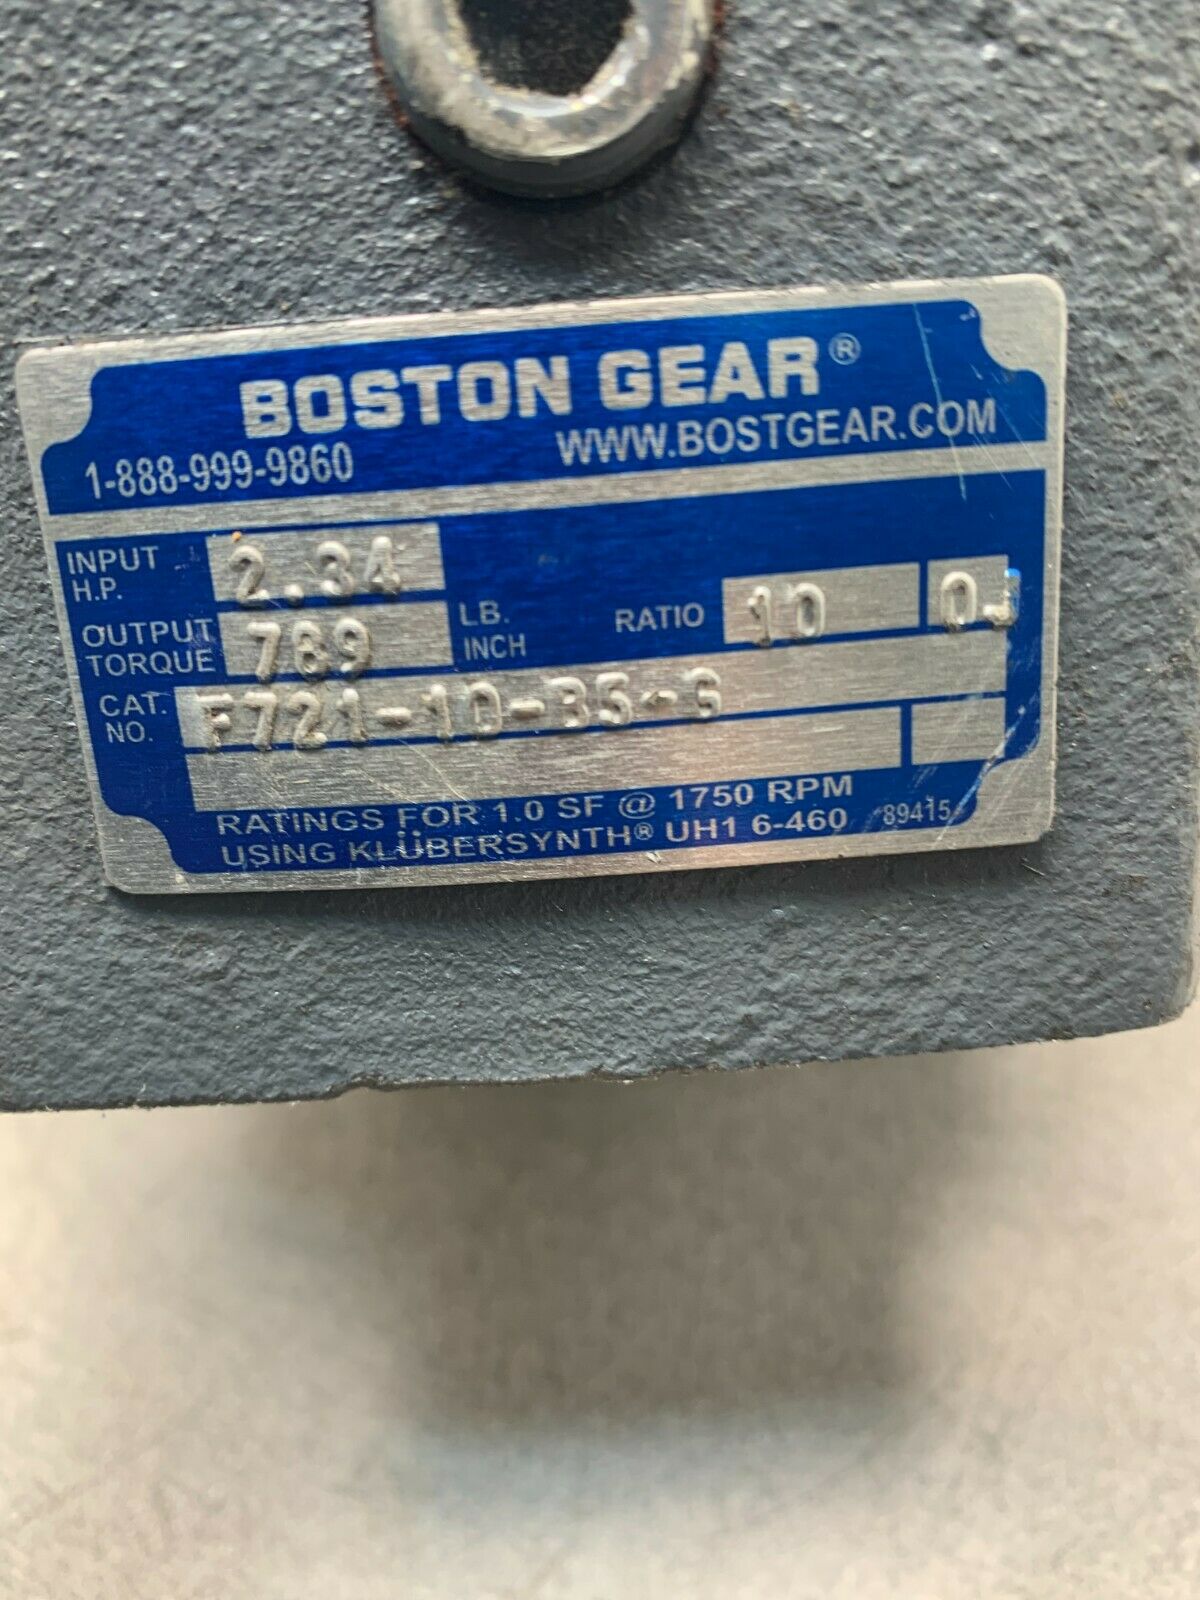 BOSTON GEAR®
1-888-999-9860 WWW.BOSTGEAR.COM
INPUT H.P. 2.34
OUTPUT TORQUE 789 LB. INCH RATIO 10 0J
CAT. NO. F721-10-B5-G
RATINGS FOR 1.0 SF @ 1750 RPM
USING KLÜBERSYNTH® UH1 6-460 89415